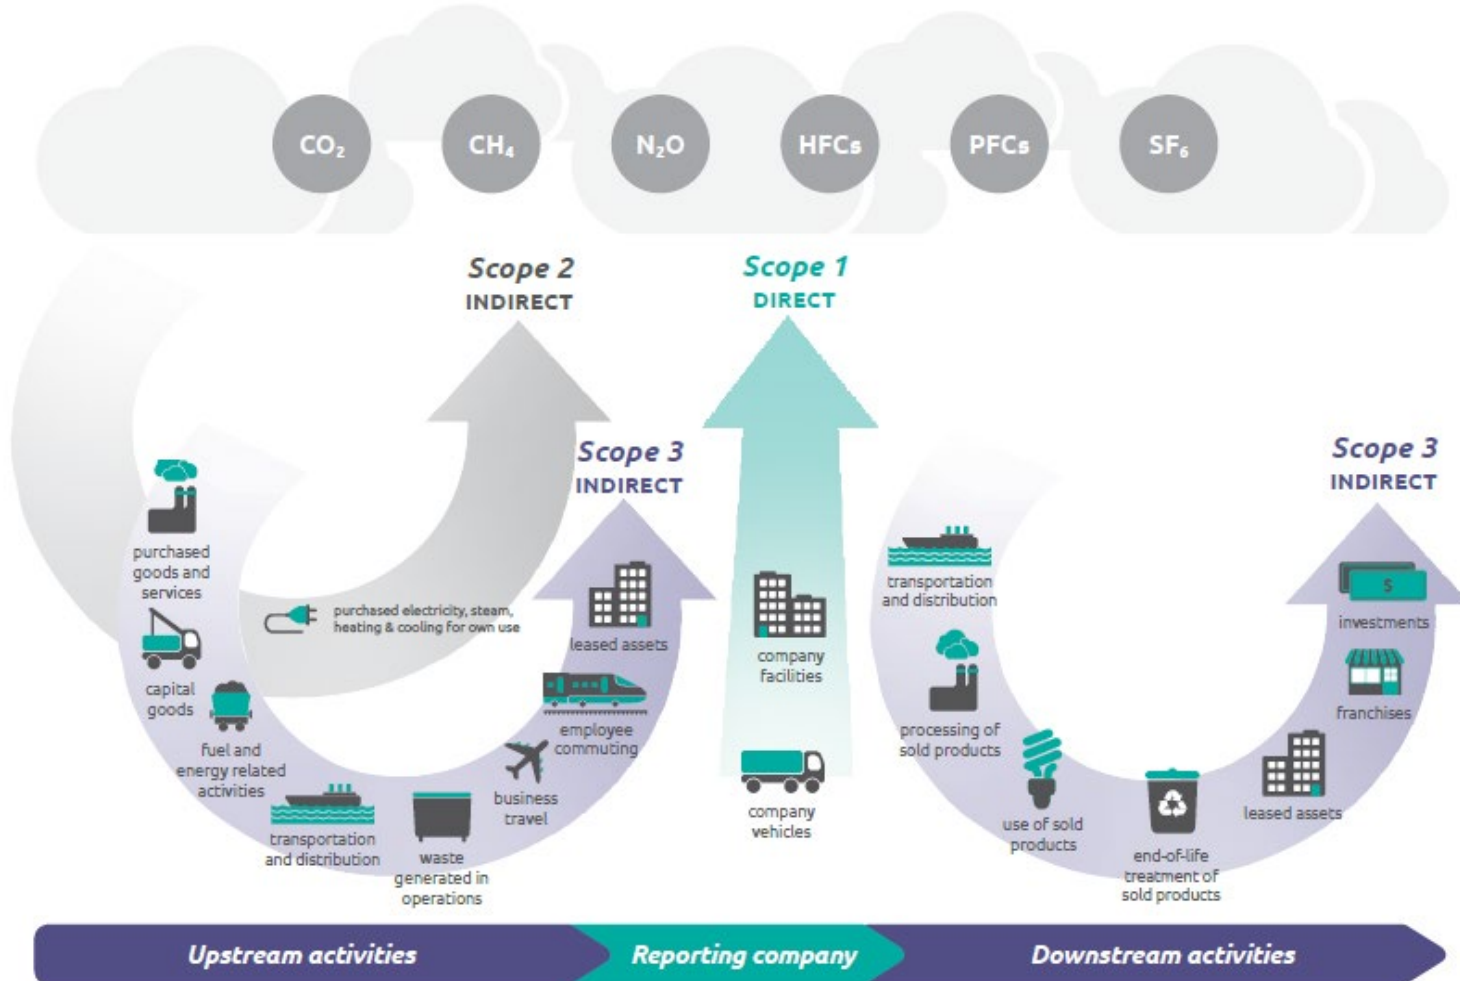 CO₂
CH₄
N₂O
HFCs
PFCs
SF₆
Scope 2
INDIRECT
Scope 1
DIRECT
Scope 3
INDIRECT
Scope 3
INDIRECT
purchased
goods and
services
capital
goods
fuel and
energy related
activities
transportation
and distribution
waste
generated in
operations
business
travel
employee
commuting
leased assets
purchased electricity, steam,
heating & cooling for own use
company
facilities
company
vehicles
transportation
and distribution
processing of
sold products
use of sold
products
end-of-life
treatment of
sold products
leased assets
franchises
$
investments
Upstream activities
Reporting company
Downstream activities